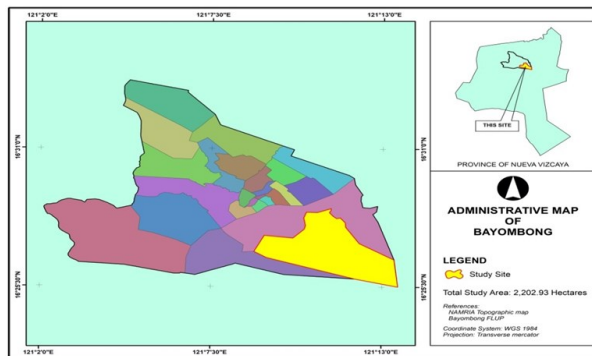 121°2'0"E
121°7'30"E
121°13'0"E
16°31'0"N
16°31'0"N
16°25'30"N
16°25'30"N
121°2'0"E
121°7'30"E
121°13'0"E
THIS SITE
PROVINCE OF NUEVA VIZCAYA
ADMINISTRATIVE MAP
OF
BAYOMBONG
LEGEND
Study Site
Total Study Area: 2,202.93 Hectares
References:
NAMRIA Topographic map
Bayombong FLUP
Coordinate System: WGS 1984
Projection: Transverse mercator